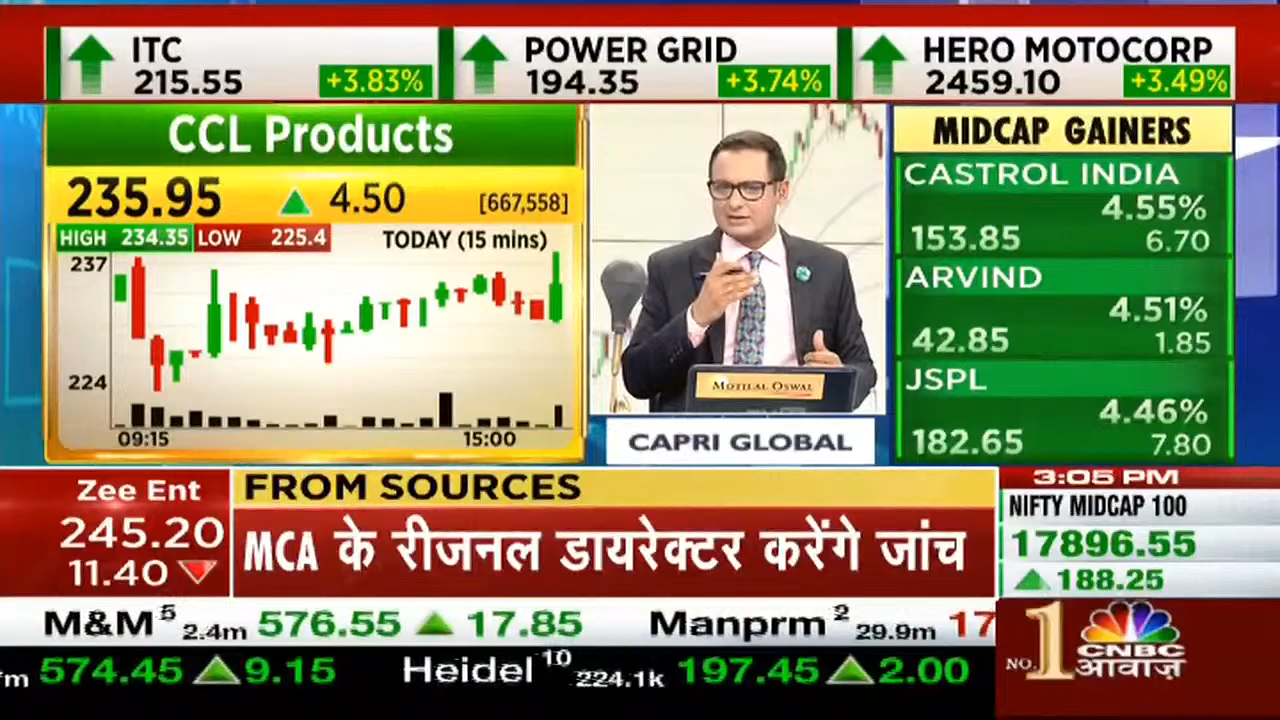 ITC
215.55 +3.83%
POWER GRID
194.35 +3.74%
HERO MOTOCORP
2459.10 +3.49%
CCL Products
235.95 4.50 [667,558]
HIGH 234.35 LOW 225.4 TODAY (15 mins)
237
224
09:15 15:00
MOTILAL OSWAL
CAPRI GLOBAL
MIDCAP GAINERS
CASTROL INDIA
4.55%
153.85 6.70
ARVIND
4.51%
42.85 1.85
JSPL
4.46%
182.65 7.80
Zee Ent
245.20
11.40
FROM SOURCES
MCA के रीजनल डायरेक्टर करेंगे जांच
3:05 PM
NIFTY MIDCAP 100
17896.55
188.25
M&M 5 2.4m 576.55 17.85 Manprm 2 29.9m 17
m 574.45 9.15 Heidel 10 224.1k 197.45 2.00
NO. 1
CNBC
आवाज़